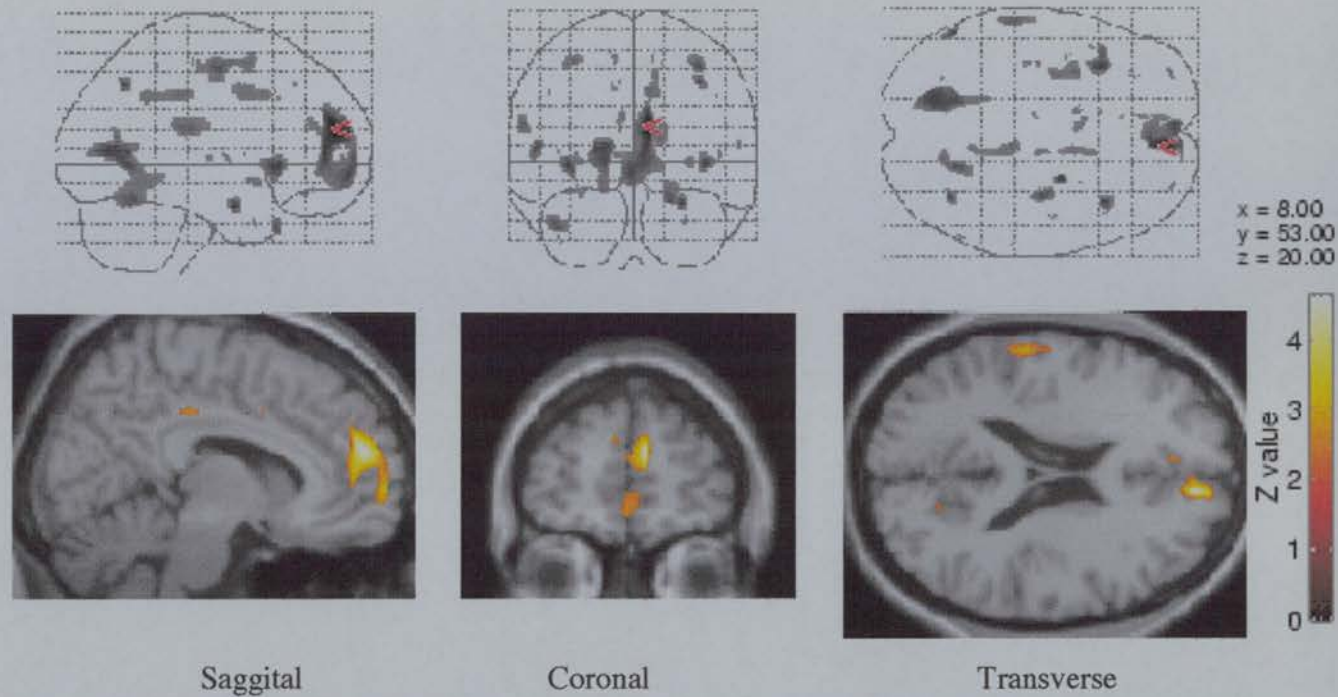 x = 8.00
y = 53.00
z = 20.00
4
3
2
1
0
Z value
Saggital
Coronal
Transverse